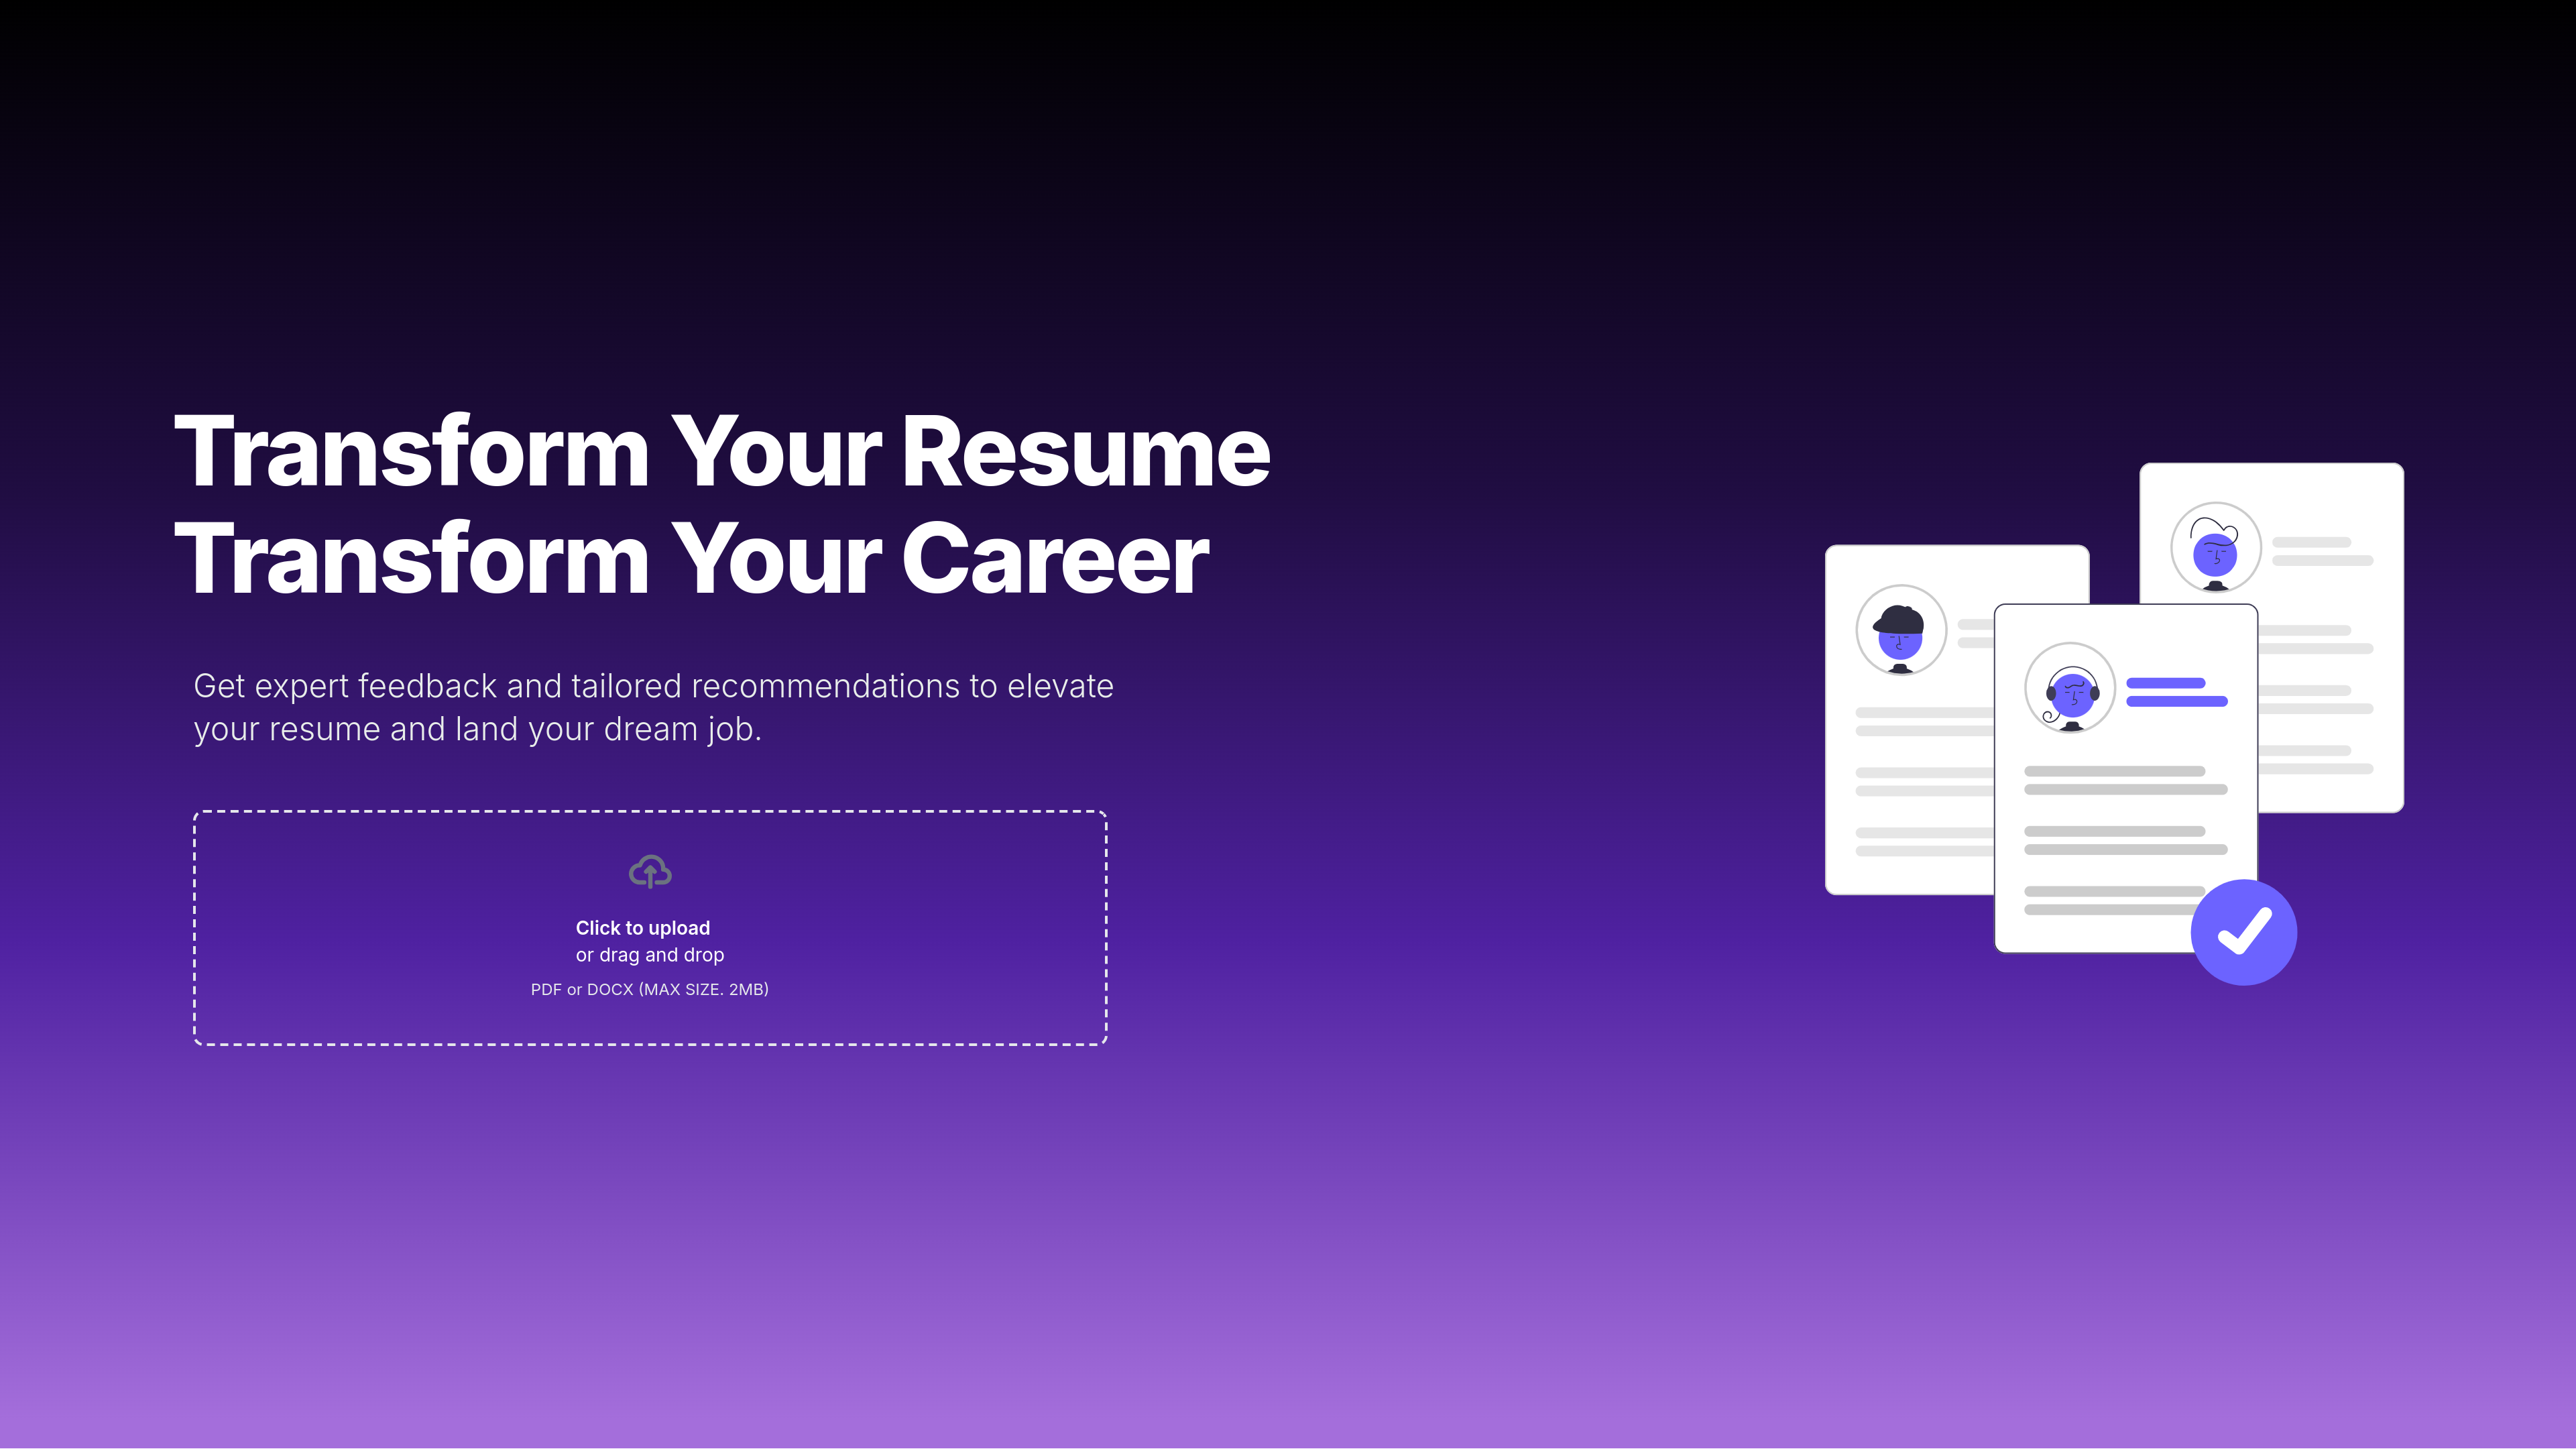 Transform Your Resume
Transform Your Career
Get expert feedback and tailored recommendations to elevate
your resume and land your dream job.
Click to upload
or drag and drop
PDF or DOCX (MAX SIZE. 2MB)